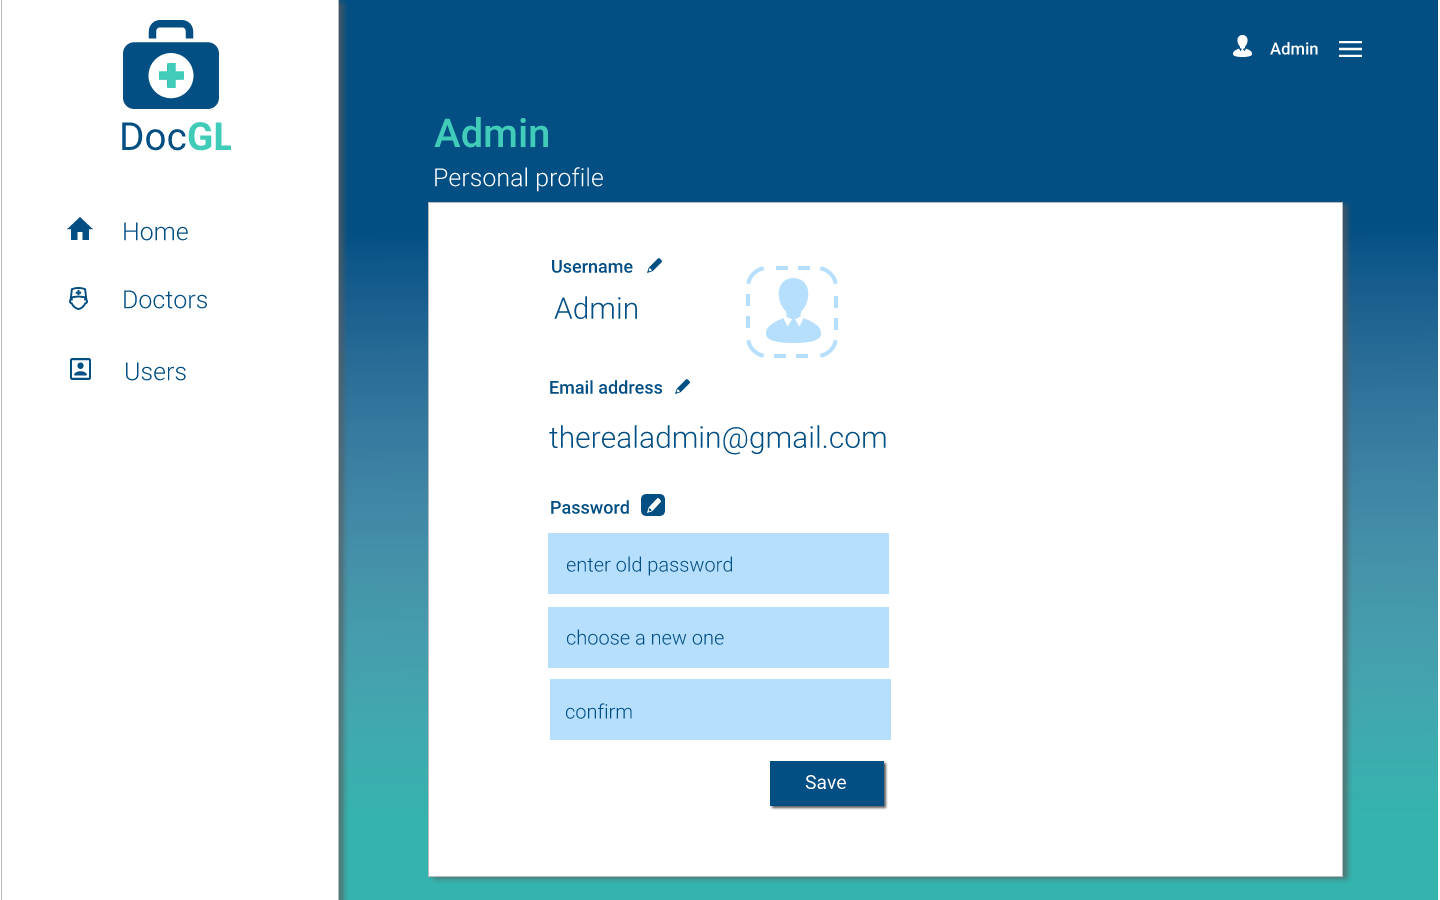 DocGL
Home
Doctors
Users
Admin
Admin
Personal profile
Username
Admin
Email address
therealadmin@gmail.com
Password
enter old password
choose a new one
confirm
Save